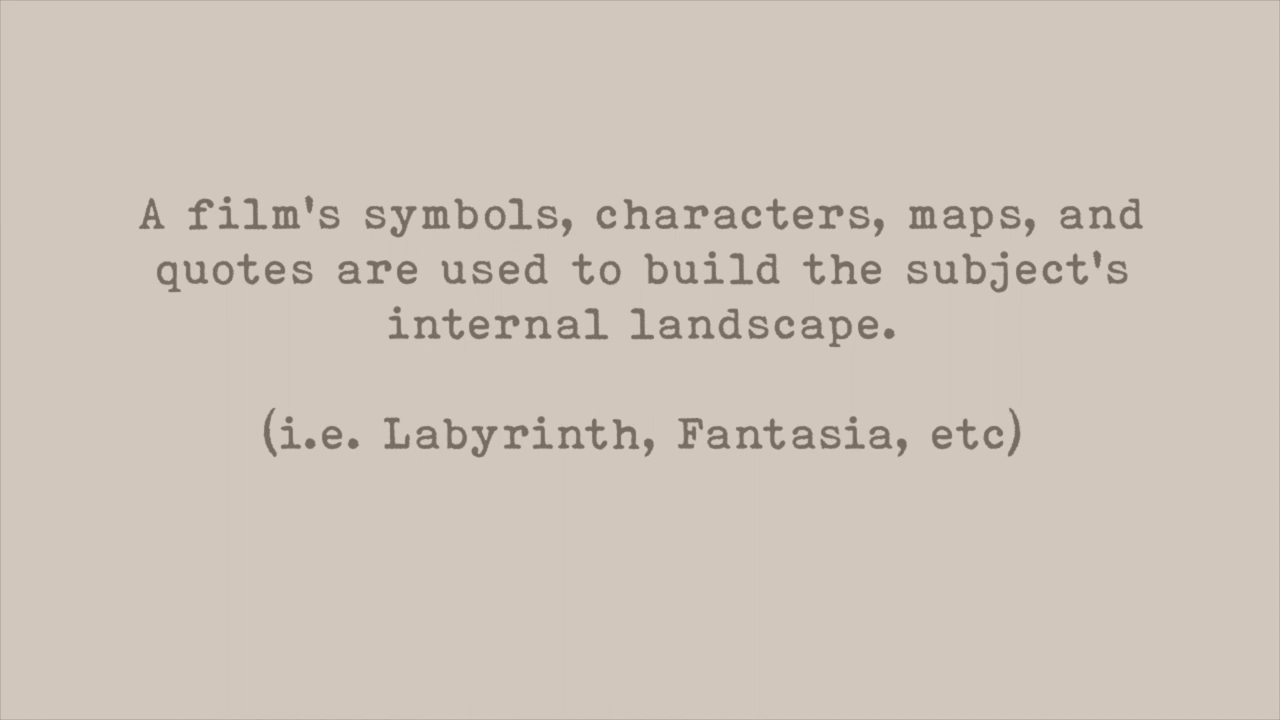 A film's symbols, characters, maps, and
quotes are used to build the subject's
internal landscape.
(i.e. Labyrinth, Fantasia, etc)